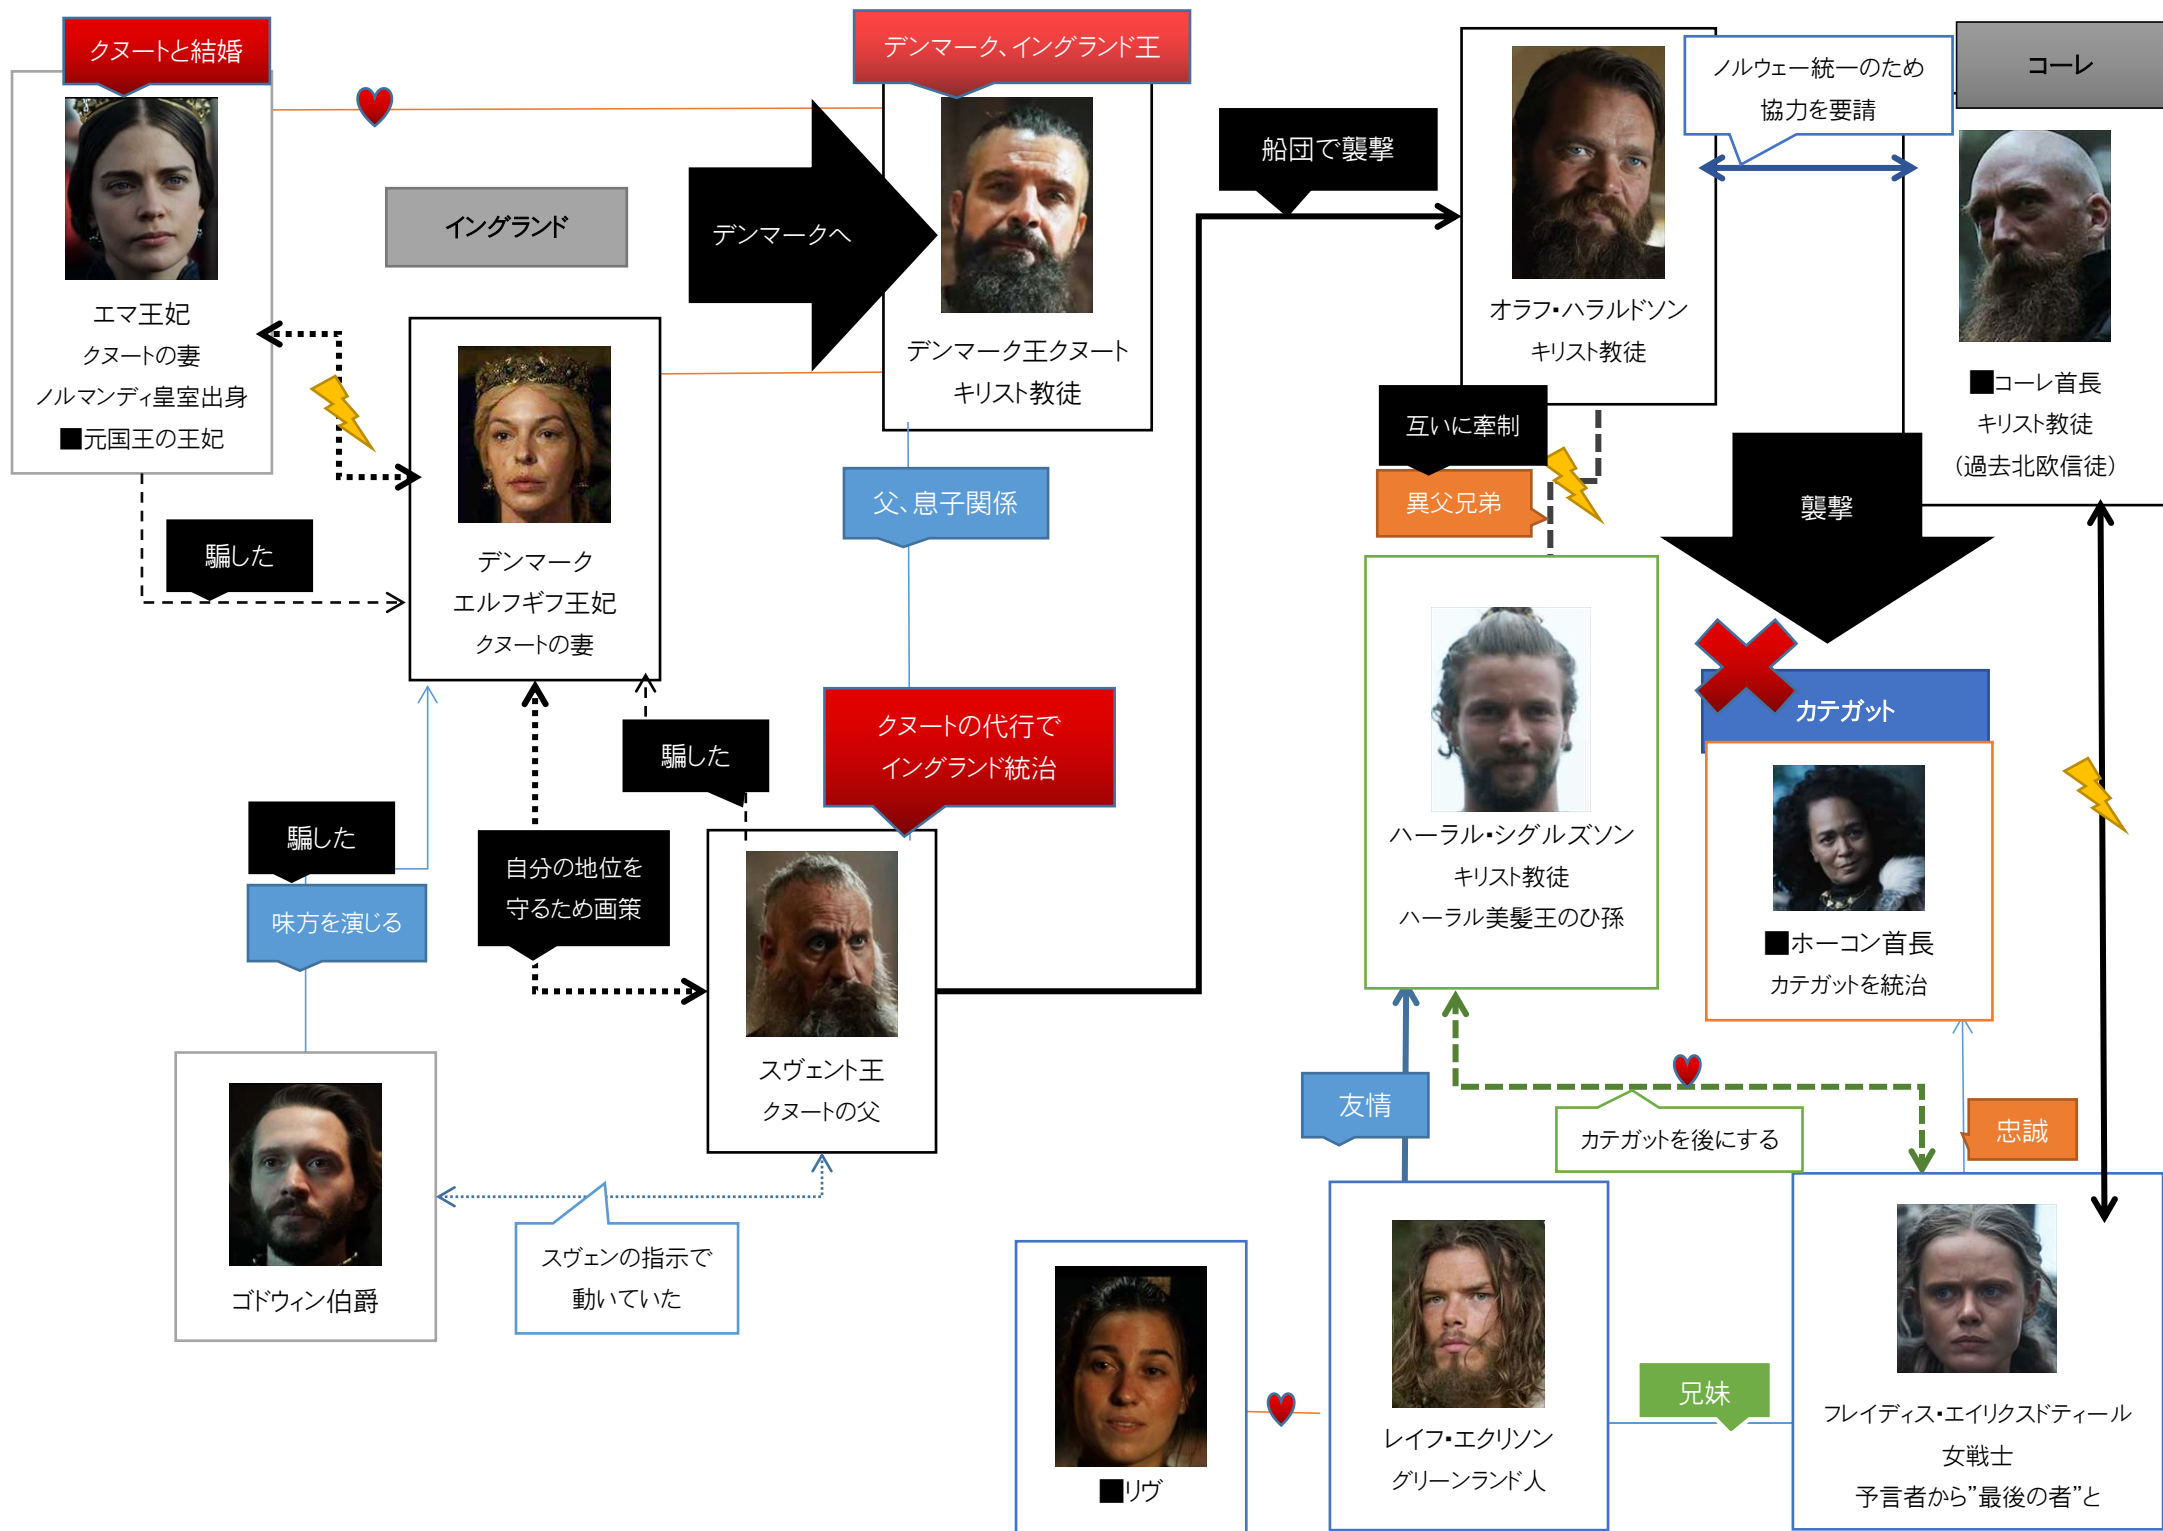 クヌートと結婚
デンマーク、イングランド王
ノルウェー統一のため
協力を要請
コーレ
船団で襲撃
イングランド
デンマークへ
エマ王妃
クヌートの妻
ノルマンディ皇室出身
■元国王の王妃
デンマーク王クヌート
キリスト教徒
オラフ・ハラルドソン
キリスト教徒
■コーレ首長
キリスト教徒
(過去北欧信徒)
互いに牽制
異父兄弟
襲撃
父、息子関係
騙した
デンマーク
エルフギフ王妃
クヌートの妻
カテガット
騙した
クヌートの代行で
イングランド統治
騙した
味方を演じる
自分の地位を
守るため画策
ハーラル・シグルズソン
キリスト教徒
ハーラル美髪王のひ孫
■ホーコン首長
カテガットを統治
スヴェント王
クヌートの父
友情
カテガットを後にする
忠誠
スヴェンの指示で
動いていた
ゴドウィン伯爵
兄妹
■リヴ
レイフ・エクリソン
グリーンランド人
フレイディス・エイリクスドティール
女戦士
予言者から”最後の者”と